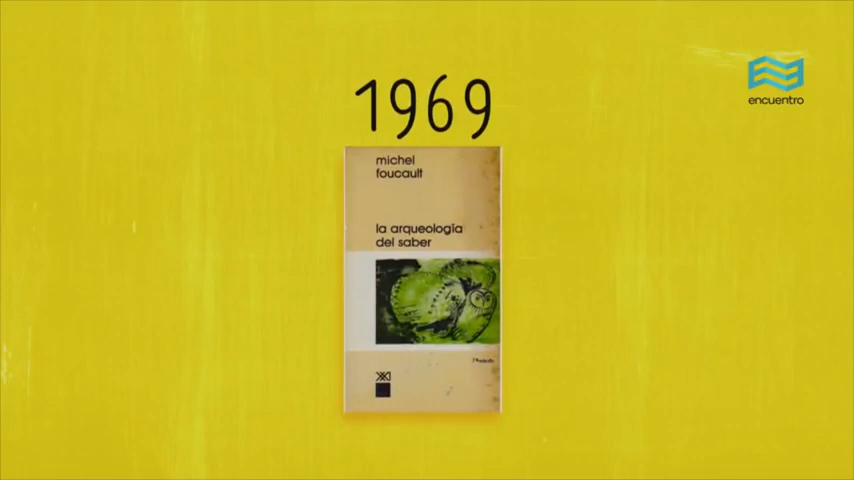 1969
encuentro
michel
foucault
la arqueología
del saber